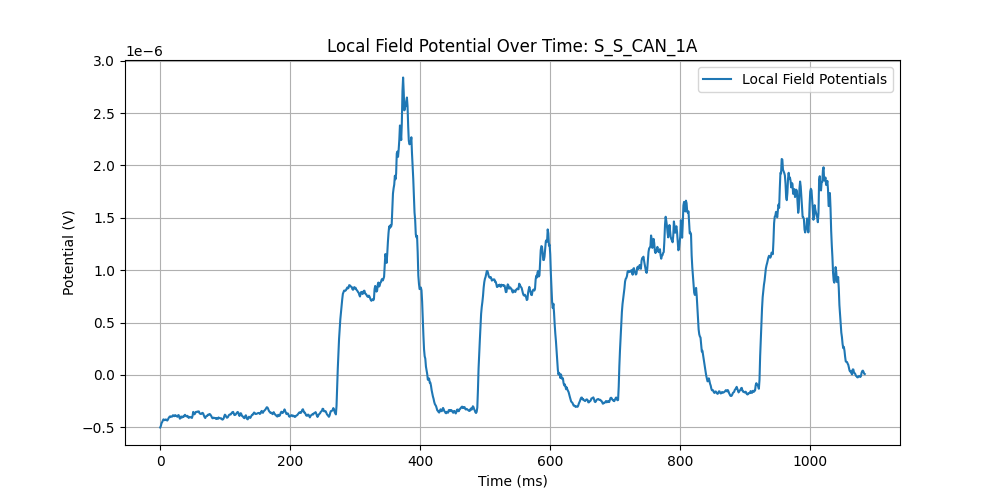 Local Field Potential Over Time: S_S_CAN_1A
1e−6
Local Field Potentials
3.0
2.5
2.0
1.5
1.0
0.5
0.0
−0.5
Potential (V)
0 200 400 600 800 1000
Time (ms)